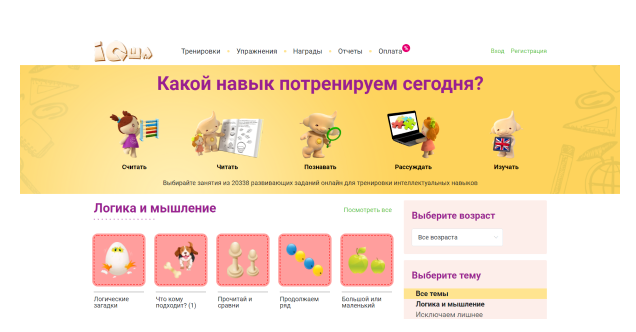 IQша
Тренировки Упражнения Награды Отчеты Оплата %
Вход Регистрация
Какой навык потренируем сегодня?
Считать Читать Познавать Рассуждать Изучать
Выбирайте занятия из 20338 развивающих заданий онлайн для тренировки интеллектуальных навыков
Логика и мышление
Посмотреть все
Логические
загадки
Что кому
подходит? (1)
Прочитай и
сравни
Продолжаем
ряд
Большой или
маленький
Выберите возраст
Все возраста
Выберите тему
Все темы
Логика и мышление
Исключаем лишнее